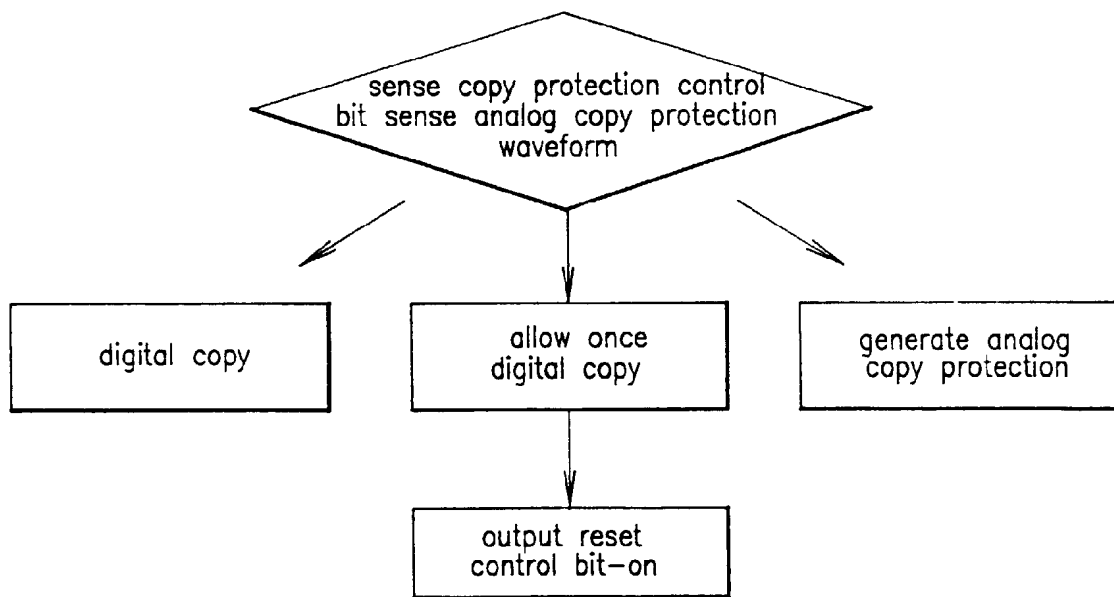 sense copy protection control
bit sense analog copy protection
waveform
digital copy
allow once
digital copy
generate analog
copy protection
output reset
control bit-on